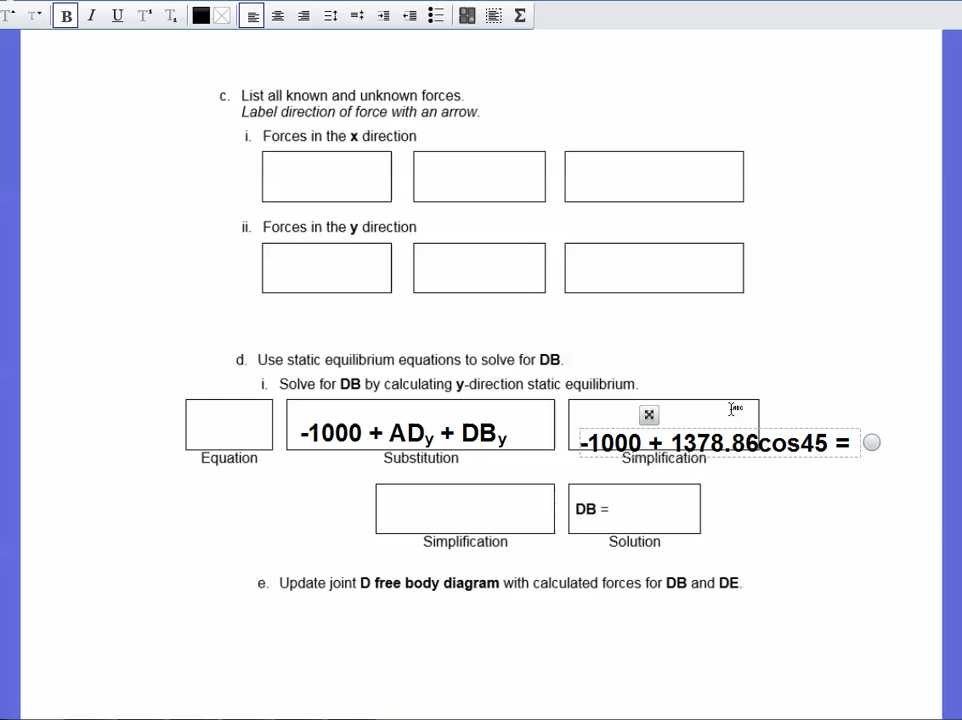 c. List all known and unknown forces.
Label direction of force with an arrow.
i. Forces in the x direction
ii. Forces in the y direction
d. Use static equilibrium equations to solve for DB.
i. Solve for DB by calculating y-direction static equilibrium.
-1000 + ADy + DBy
-1000 + 1378.86cos45 =
Equation Substitution Simplification
DB =
Simplification Solution
e. Update joint D free body diagram with calculated forces for DB and DE.